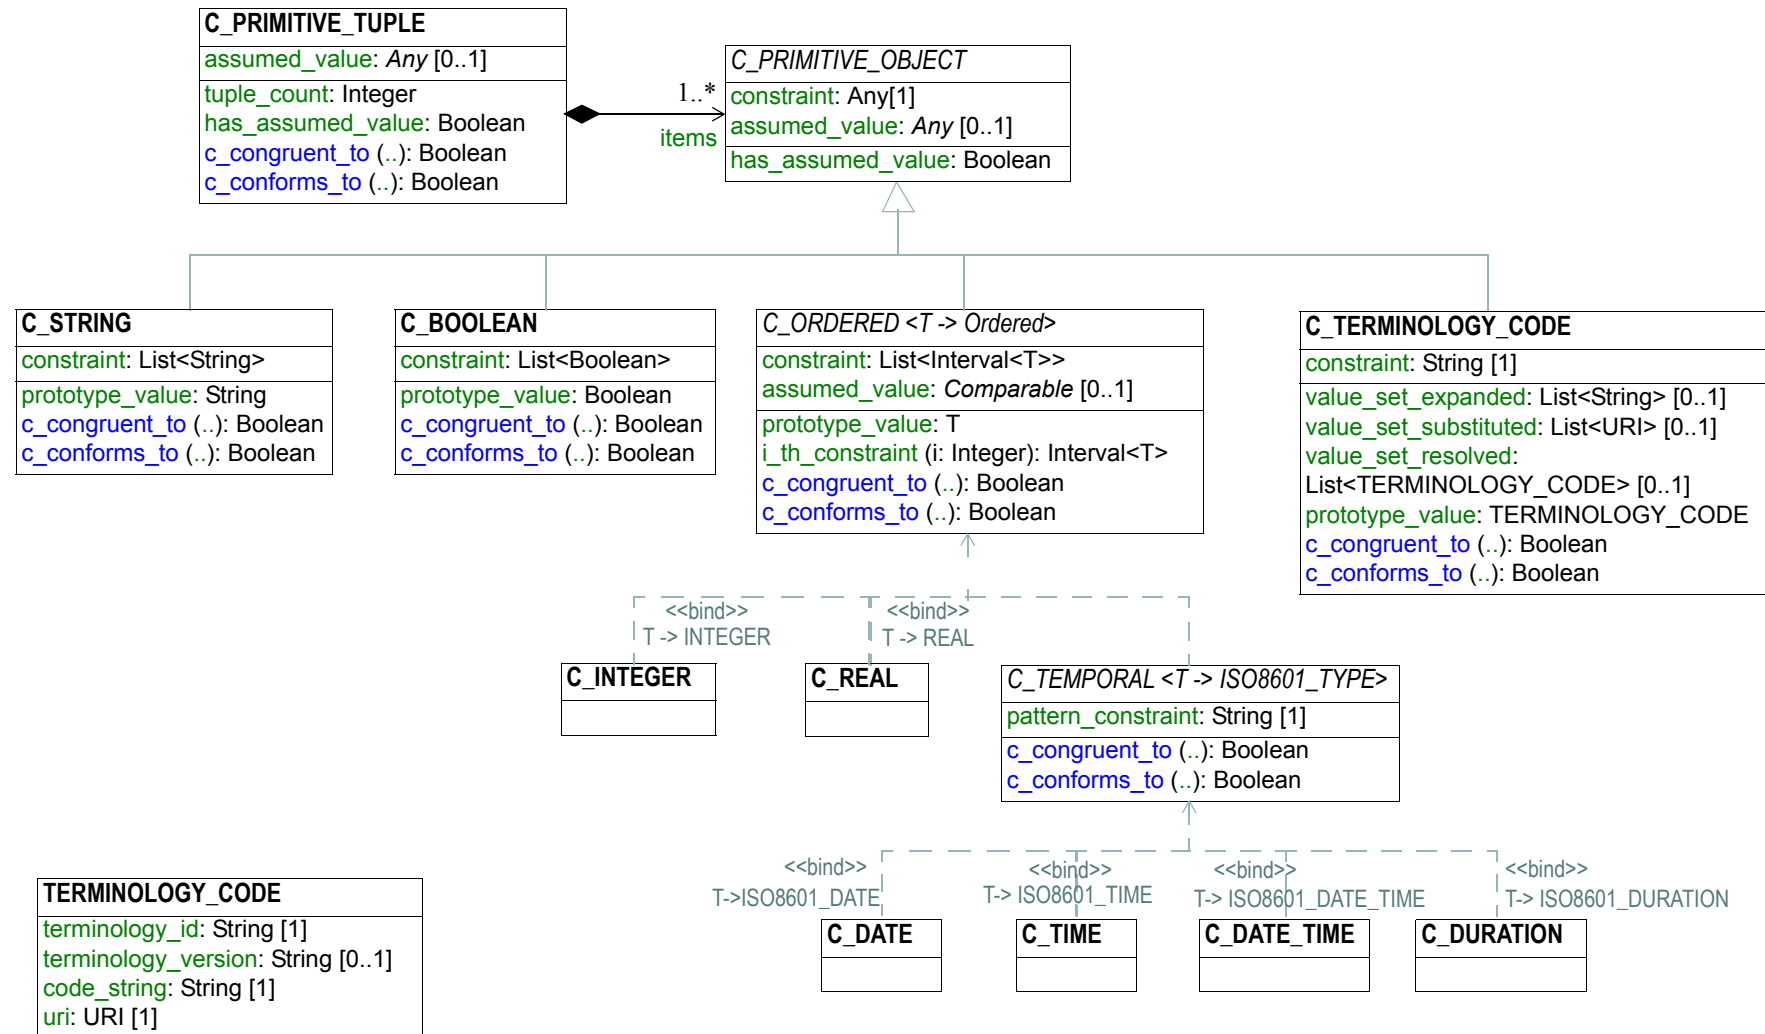 C_PRIMITIVE_TUPLE
assumed_value: Any [0..1]
tuple_count: Integer
has_assumed_value: Boolean
c_congruent_to (..): Boolean
c_conforms_to (..): Boolean
1..*
items
C_PRIMITIVE_OBJECT
constraint: Any[1]
assumed_value: Any [0..1]
has_assumed_value: Boolean
C_STRING
constraint: List<String>
prototype_value: String
c_congruent_to (..): Boolean
c_conforms_to (..): Boolean
C_BOOLEAN
constraint: List<Boolean>
prototype_value: Boolean
c_congruent_to (..): Boolean
c_conforms_to (..): Boolean
C_ORDERED <T -> Ordered>
constraint: List<Interval<T>>
assumed_value: Comparable [0..1]
prototype_value: T
i_th_constraint (i: Integer): Interval<T>
c_congruent_to (..): Boolean
c_conforms_to (..): Boolean
C_TERMINOLOGY_CODE
constraint: String [1]
value_set_expanded: List<String> [0..1]
value_set_substituted: List<URI> [0..1]
value_set_resolved:
List<TERMINOLOGY_CODE> [0..1]
prototype_value: TERMINOLOGY_CODE
c_congruent_to (..): Boolean
c_conforms_to (..): Boolean
<<bind>>
T -> INTEGER
<<bind>>
T -> REAL
C_INTEGER
C_REAL
C_TEMPORAL <T -> ISO8601_TYPE>
pattern_constraint: String [1]
c_congruent_to (..): Boolean
c_conforms_to (..): Boolean
<<bind>>
T->ISO8601_DATE
<<bind>>
T-> ISO8601_TIME
<<bind>>
T-> ISO8601_DATE_TIME
<<bind>>
T-> ISO8601_DURATION
C_DATE
C_TIME
C_DATE_TIME
C_DURATION
TERMINOLOGY_CODE
terminology_id: String [1]
terminology_version: String [0..1]
code_string: String [1]
uri: URI [1]